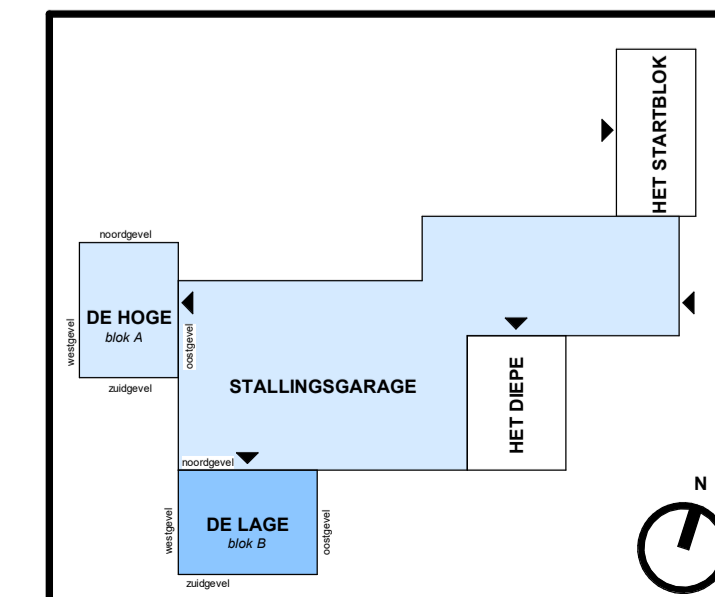 HET STARTBLOK
noordgevel
westgevel
DE HOGE
blok A
oostgevel
zuidgevel
STALLINGSGARAGE
HET DIEPE
noordgevel
westgevel
DE LAGE
blok B
oostgevel
zuidgevel
N